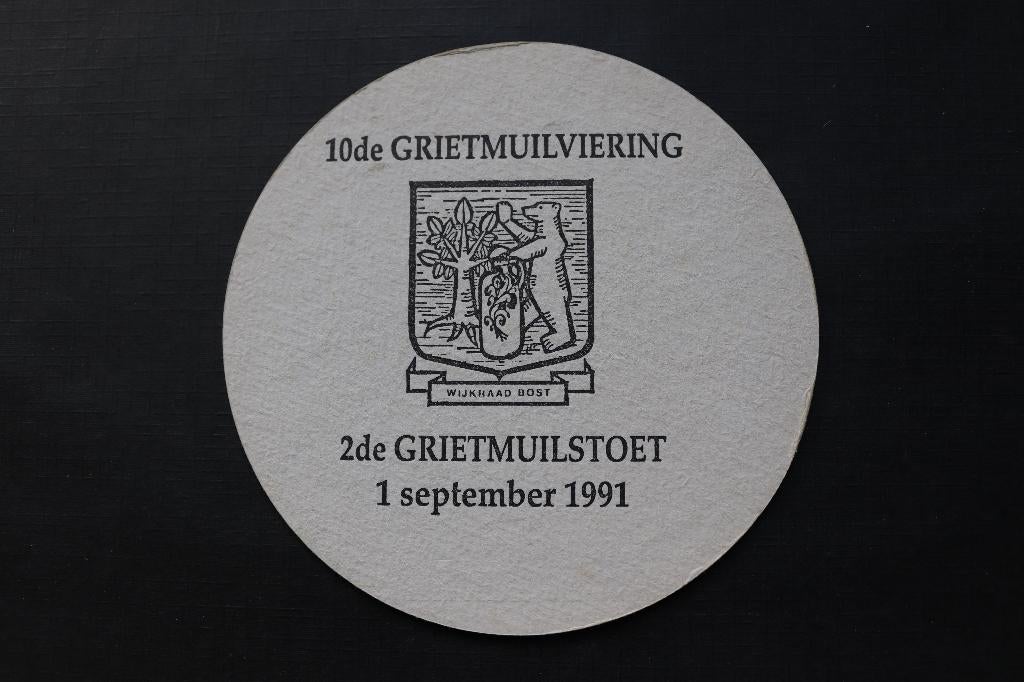 10de GRIETMUILVIERING
WIJKRAAD BOST
2de GRIETMUILSTOET
1 september 1991